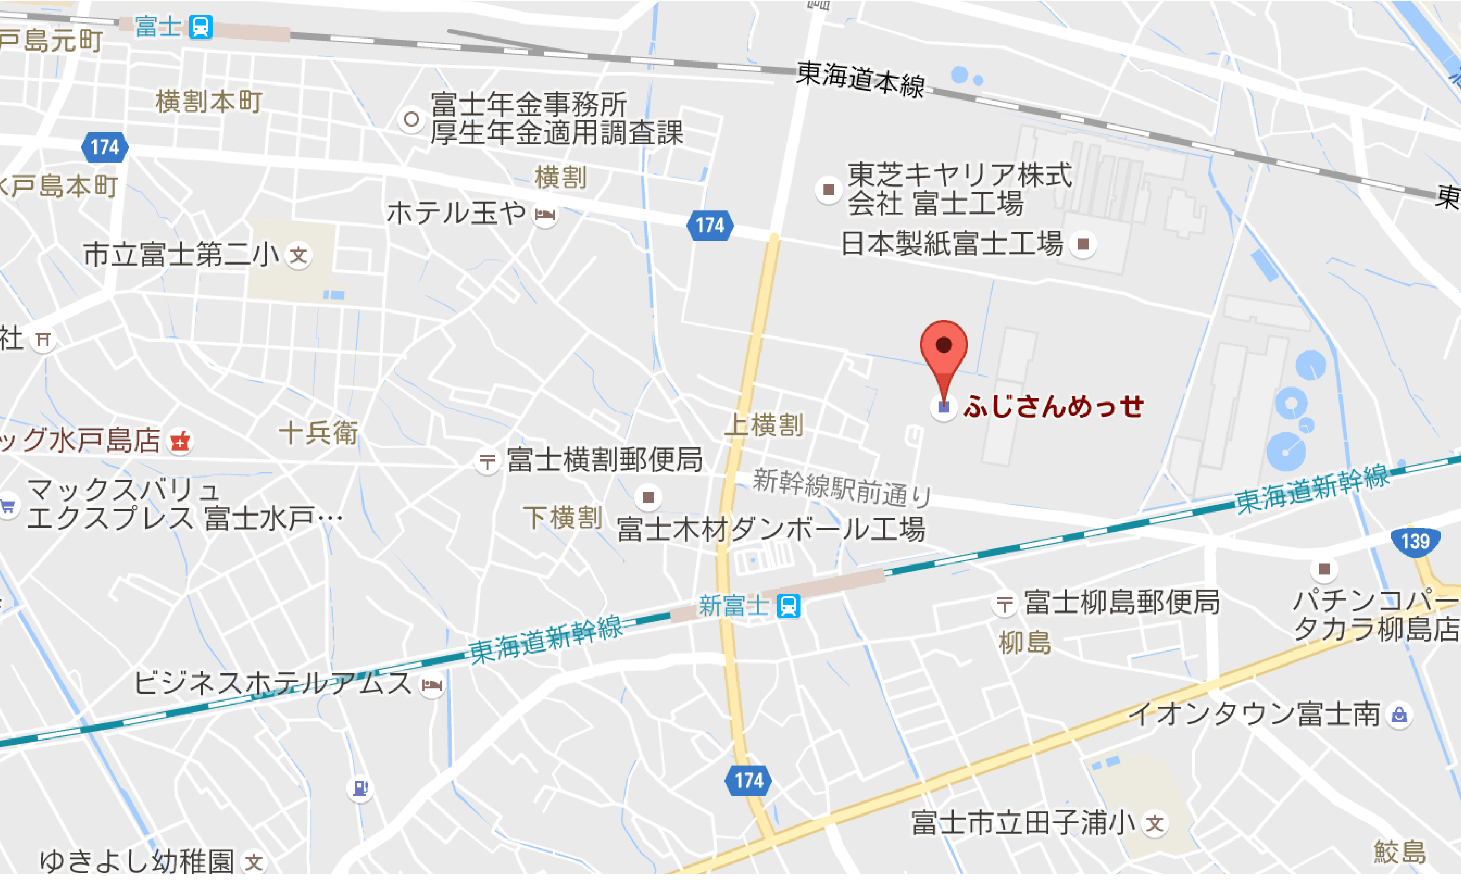 富士
戸島元町
東海道本線
横割本町
富士年金事務所
厚生年金適用調査課
174
横割
東芝キヤリア株式
会社 富士工場
水戸島本町
ホテル玉や
174
東
市立富士第二小
日本製紙富士工場
社
ふじさんめっせ
上横割
十兵衛
ッグ水戸島店
富士横割郵便局
新幹線駅前通り
東海道新幹線
マックスバリュ
エクスプレス 富士水戸…
下横割
富士木材ダンボール工場
139
新富士
富士柳島郵便局
パチンコパー
タカラ柳島店
東海道新幹線
柳島
ビジネスホテルアムス
イオンタウン富士南
174
富士市立田子浦小
ゆきよし幼稚園
鮫島